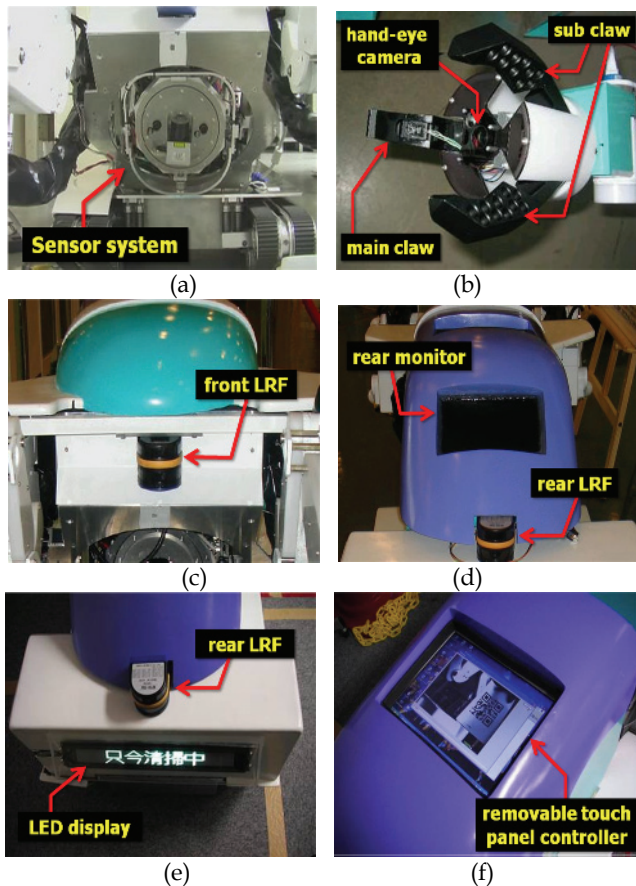 Sensor system
(a)
hand-eye
camera
sub claw
main claw
(b)
front LRF
(c)
rear monitor
rear LRF
(d)
rear LRF
只今清掃中
LED display
(e)
removable touch
panel controller
(f)